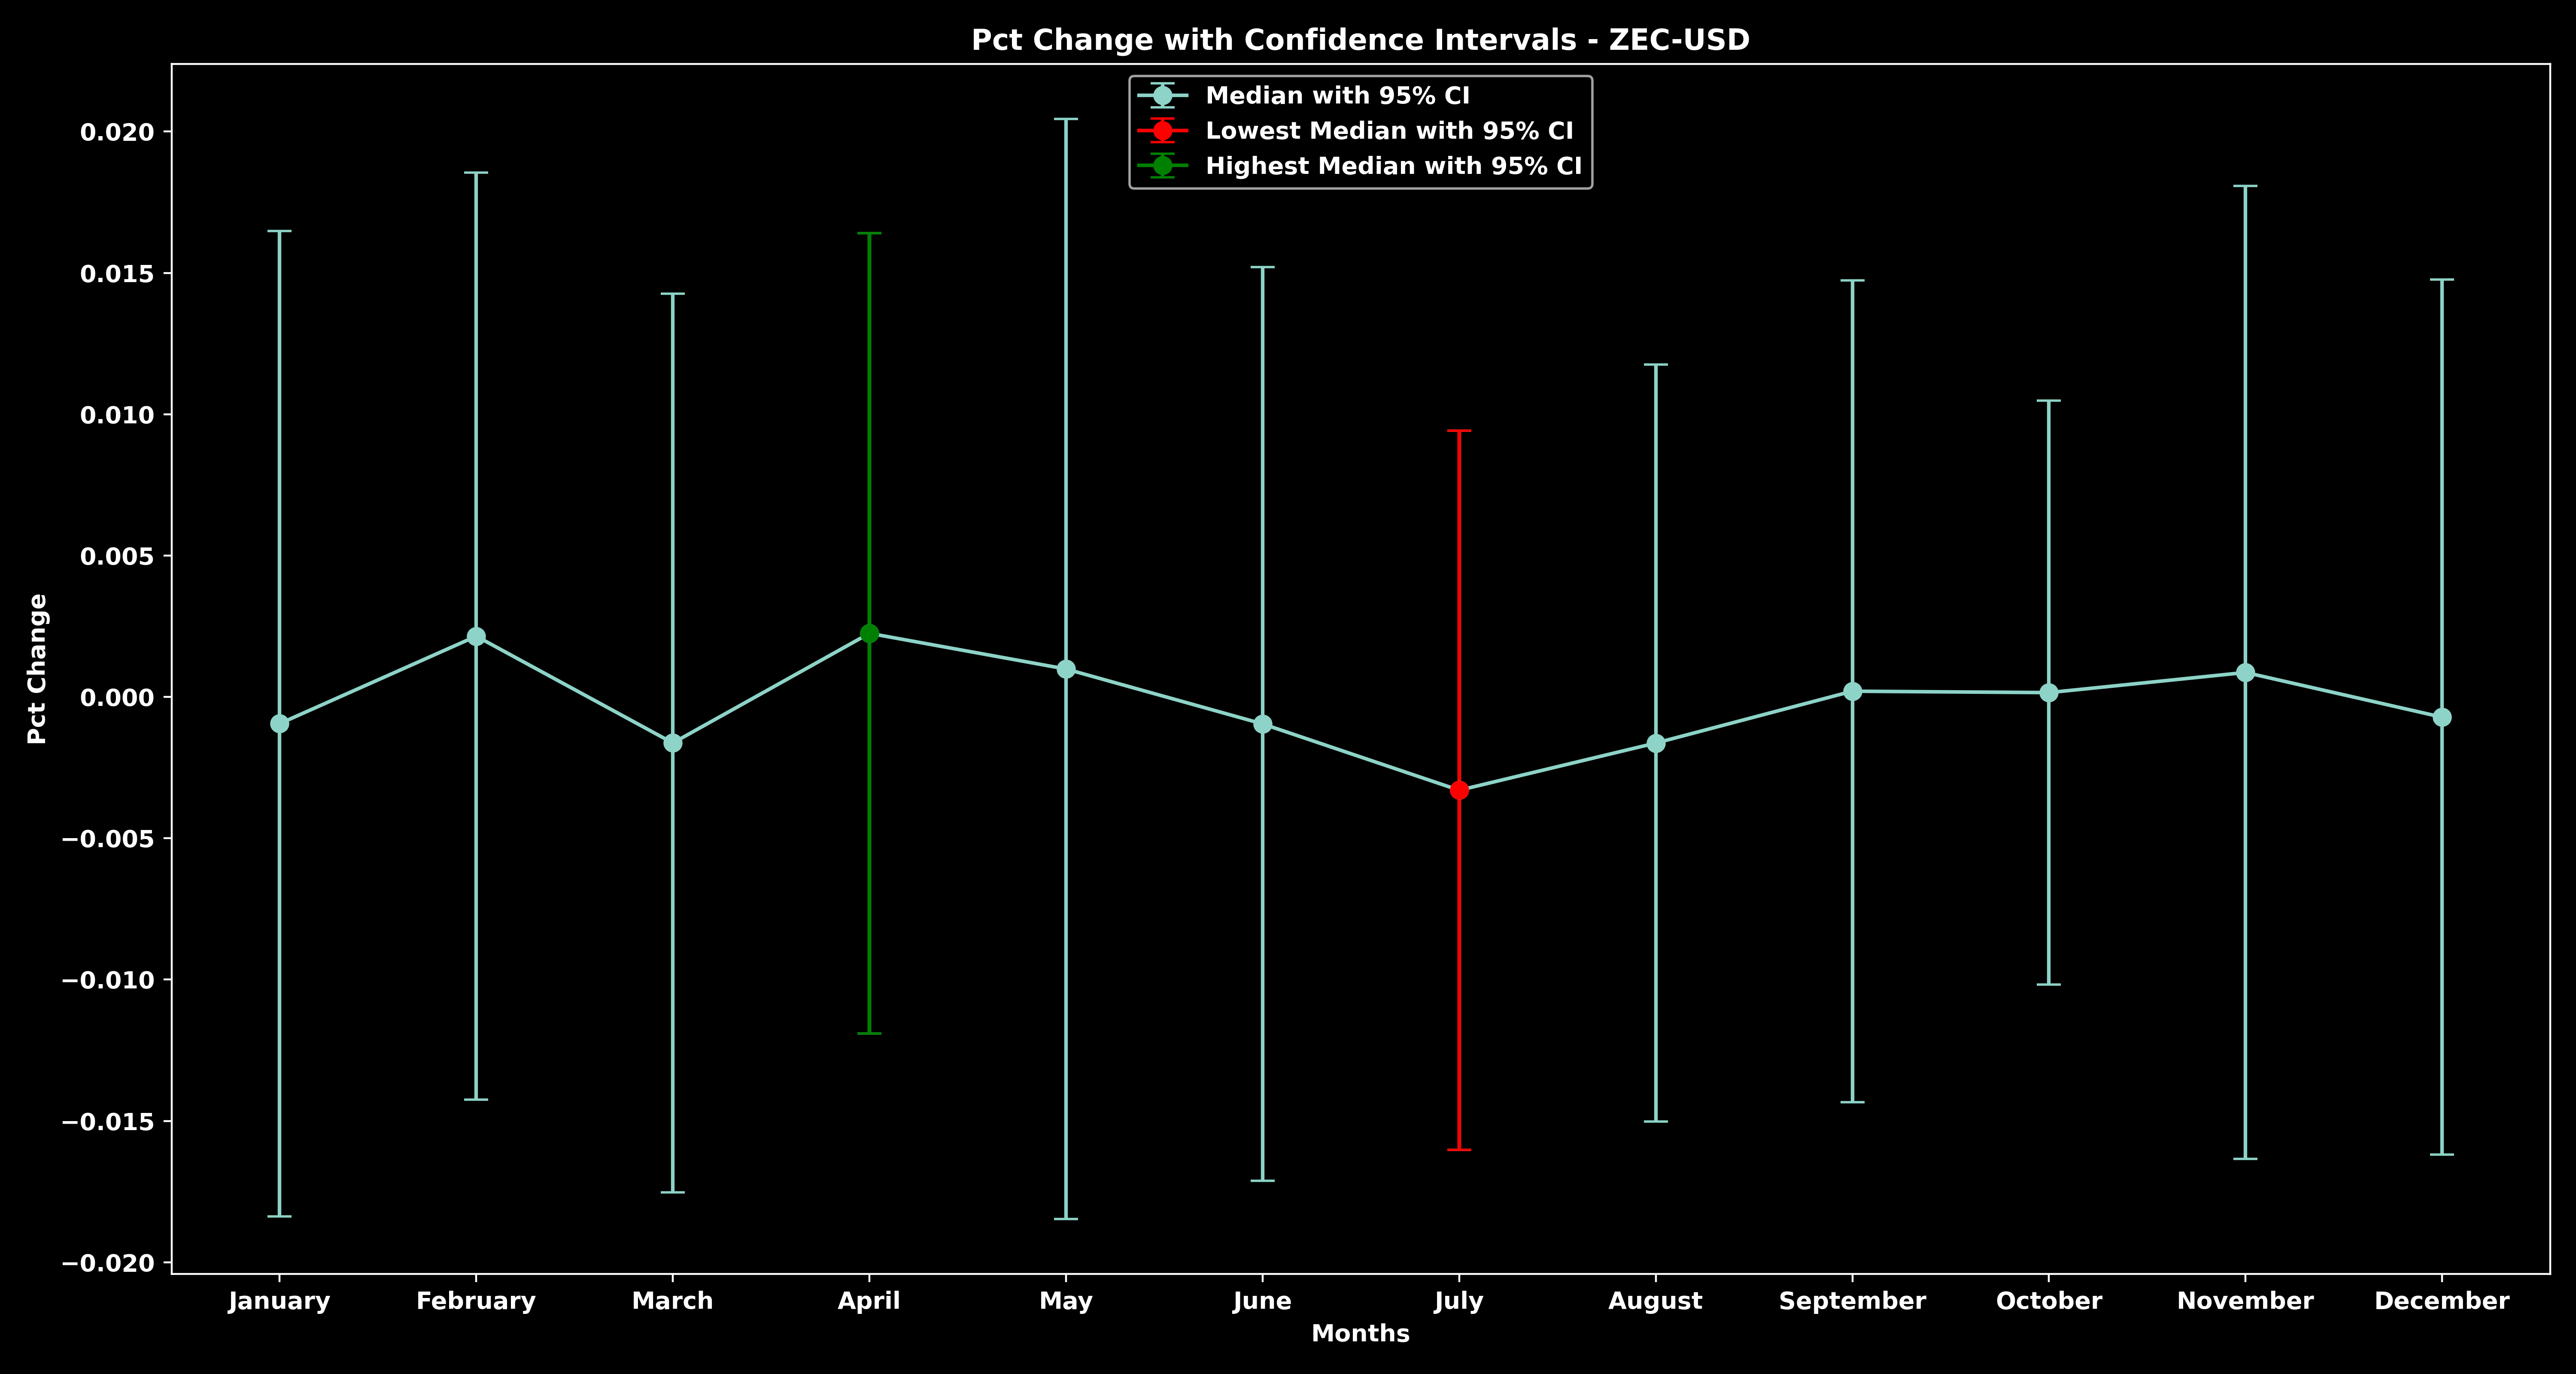 Pct Change with Confidence Intervals - ZEC-USD
Median with 95% CI
Lowest Median with 95% CI
Highest Median with 95% CI
Pct Change
0.020
0.015
0.010
0.005
0.000
−0.005
−0.010
−0.015
−0.020
January February March April May June July August September October November December
Months